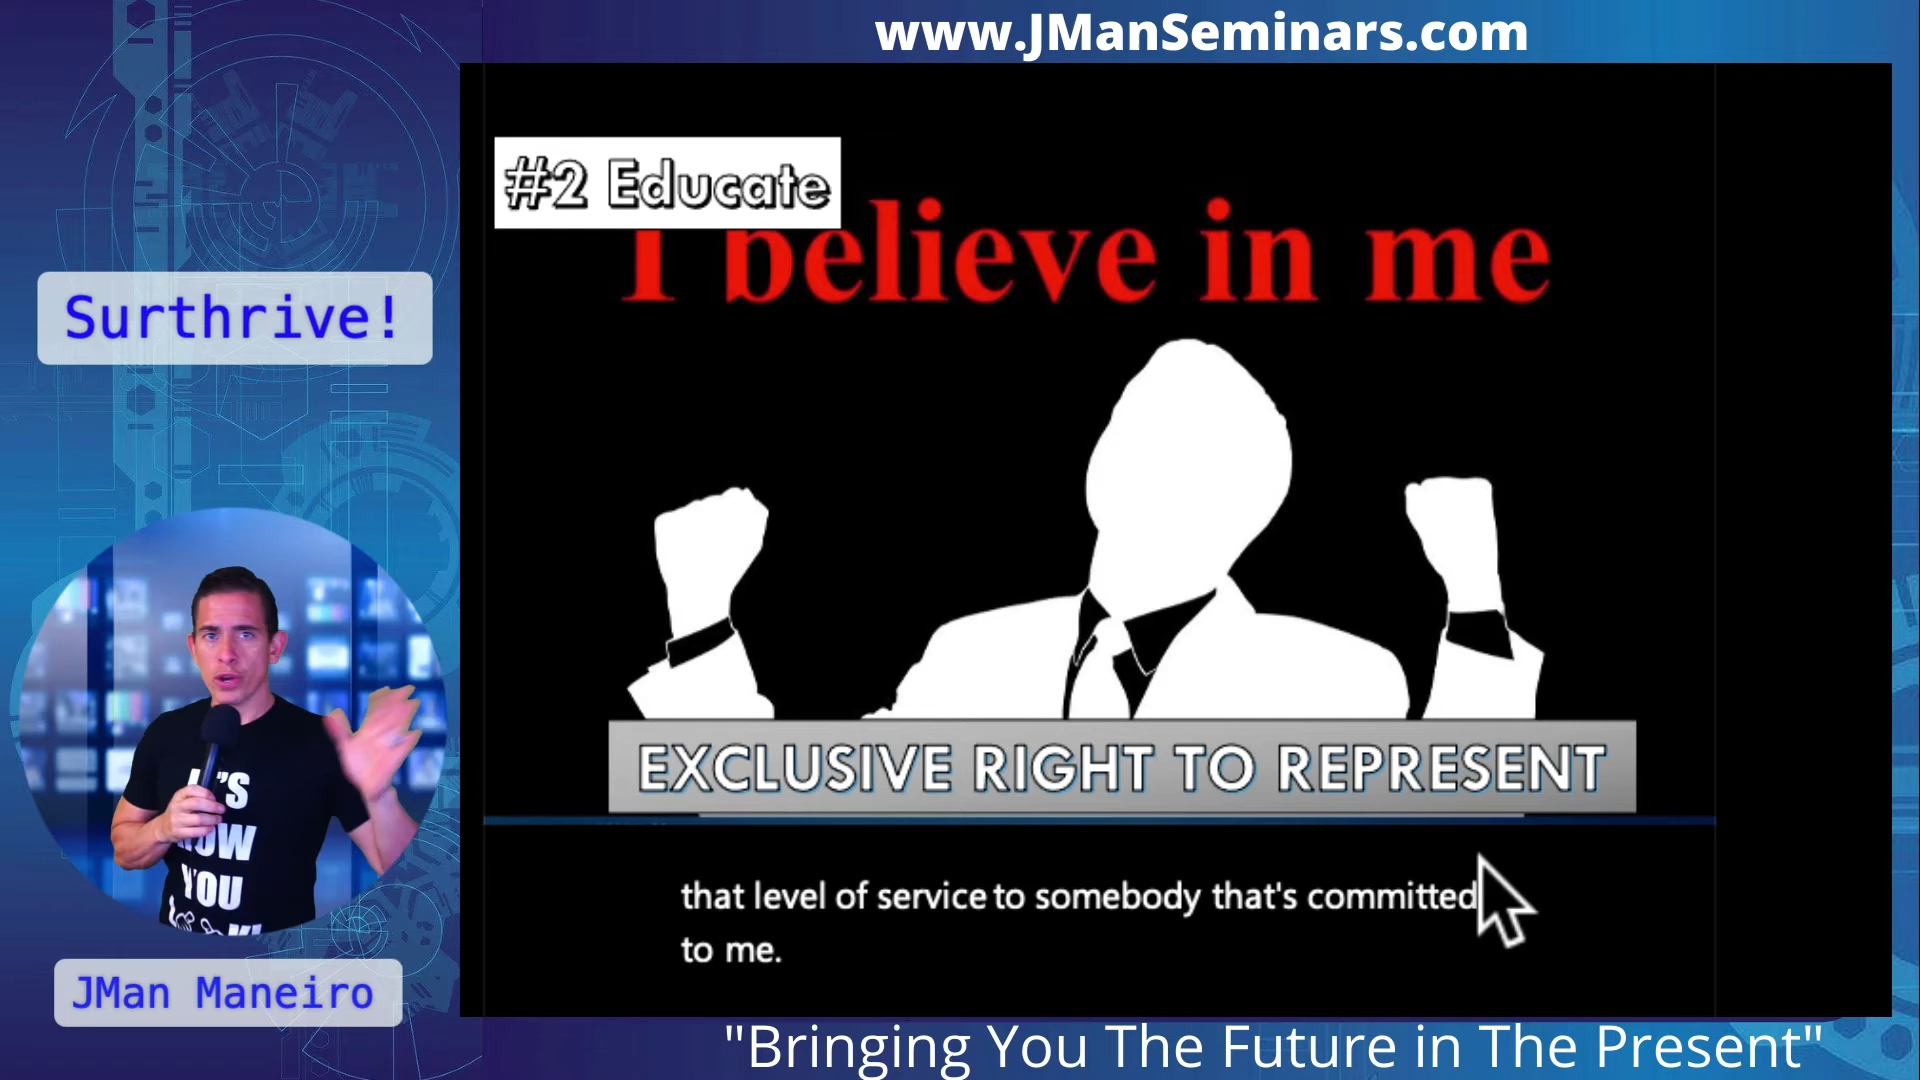 www.JManSeminars.com
#2 Educate
I believe in me
Surthrive!
EXCLUSIVE RIGHT TO REPRESENT
YOU
that level of service to somebody that's committed
to me.
JMan Maneiro
"Bringing You The Future in The Present"